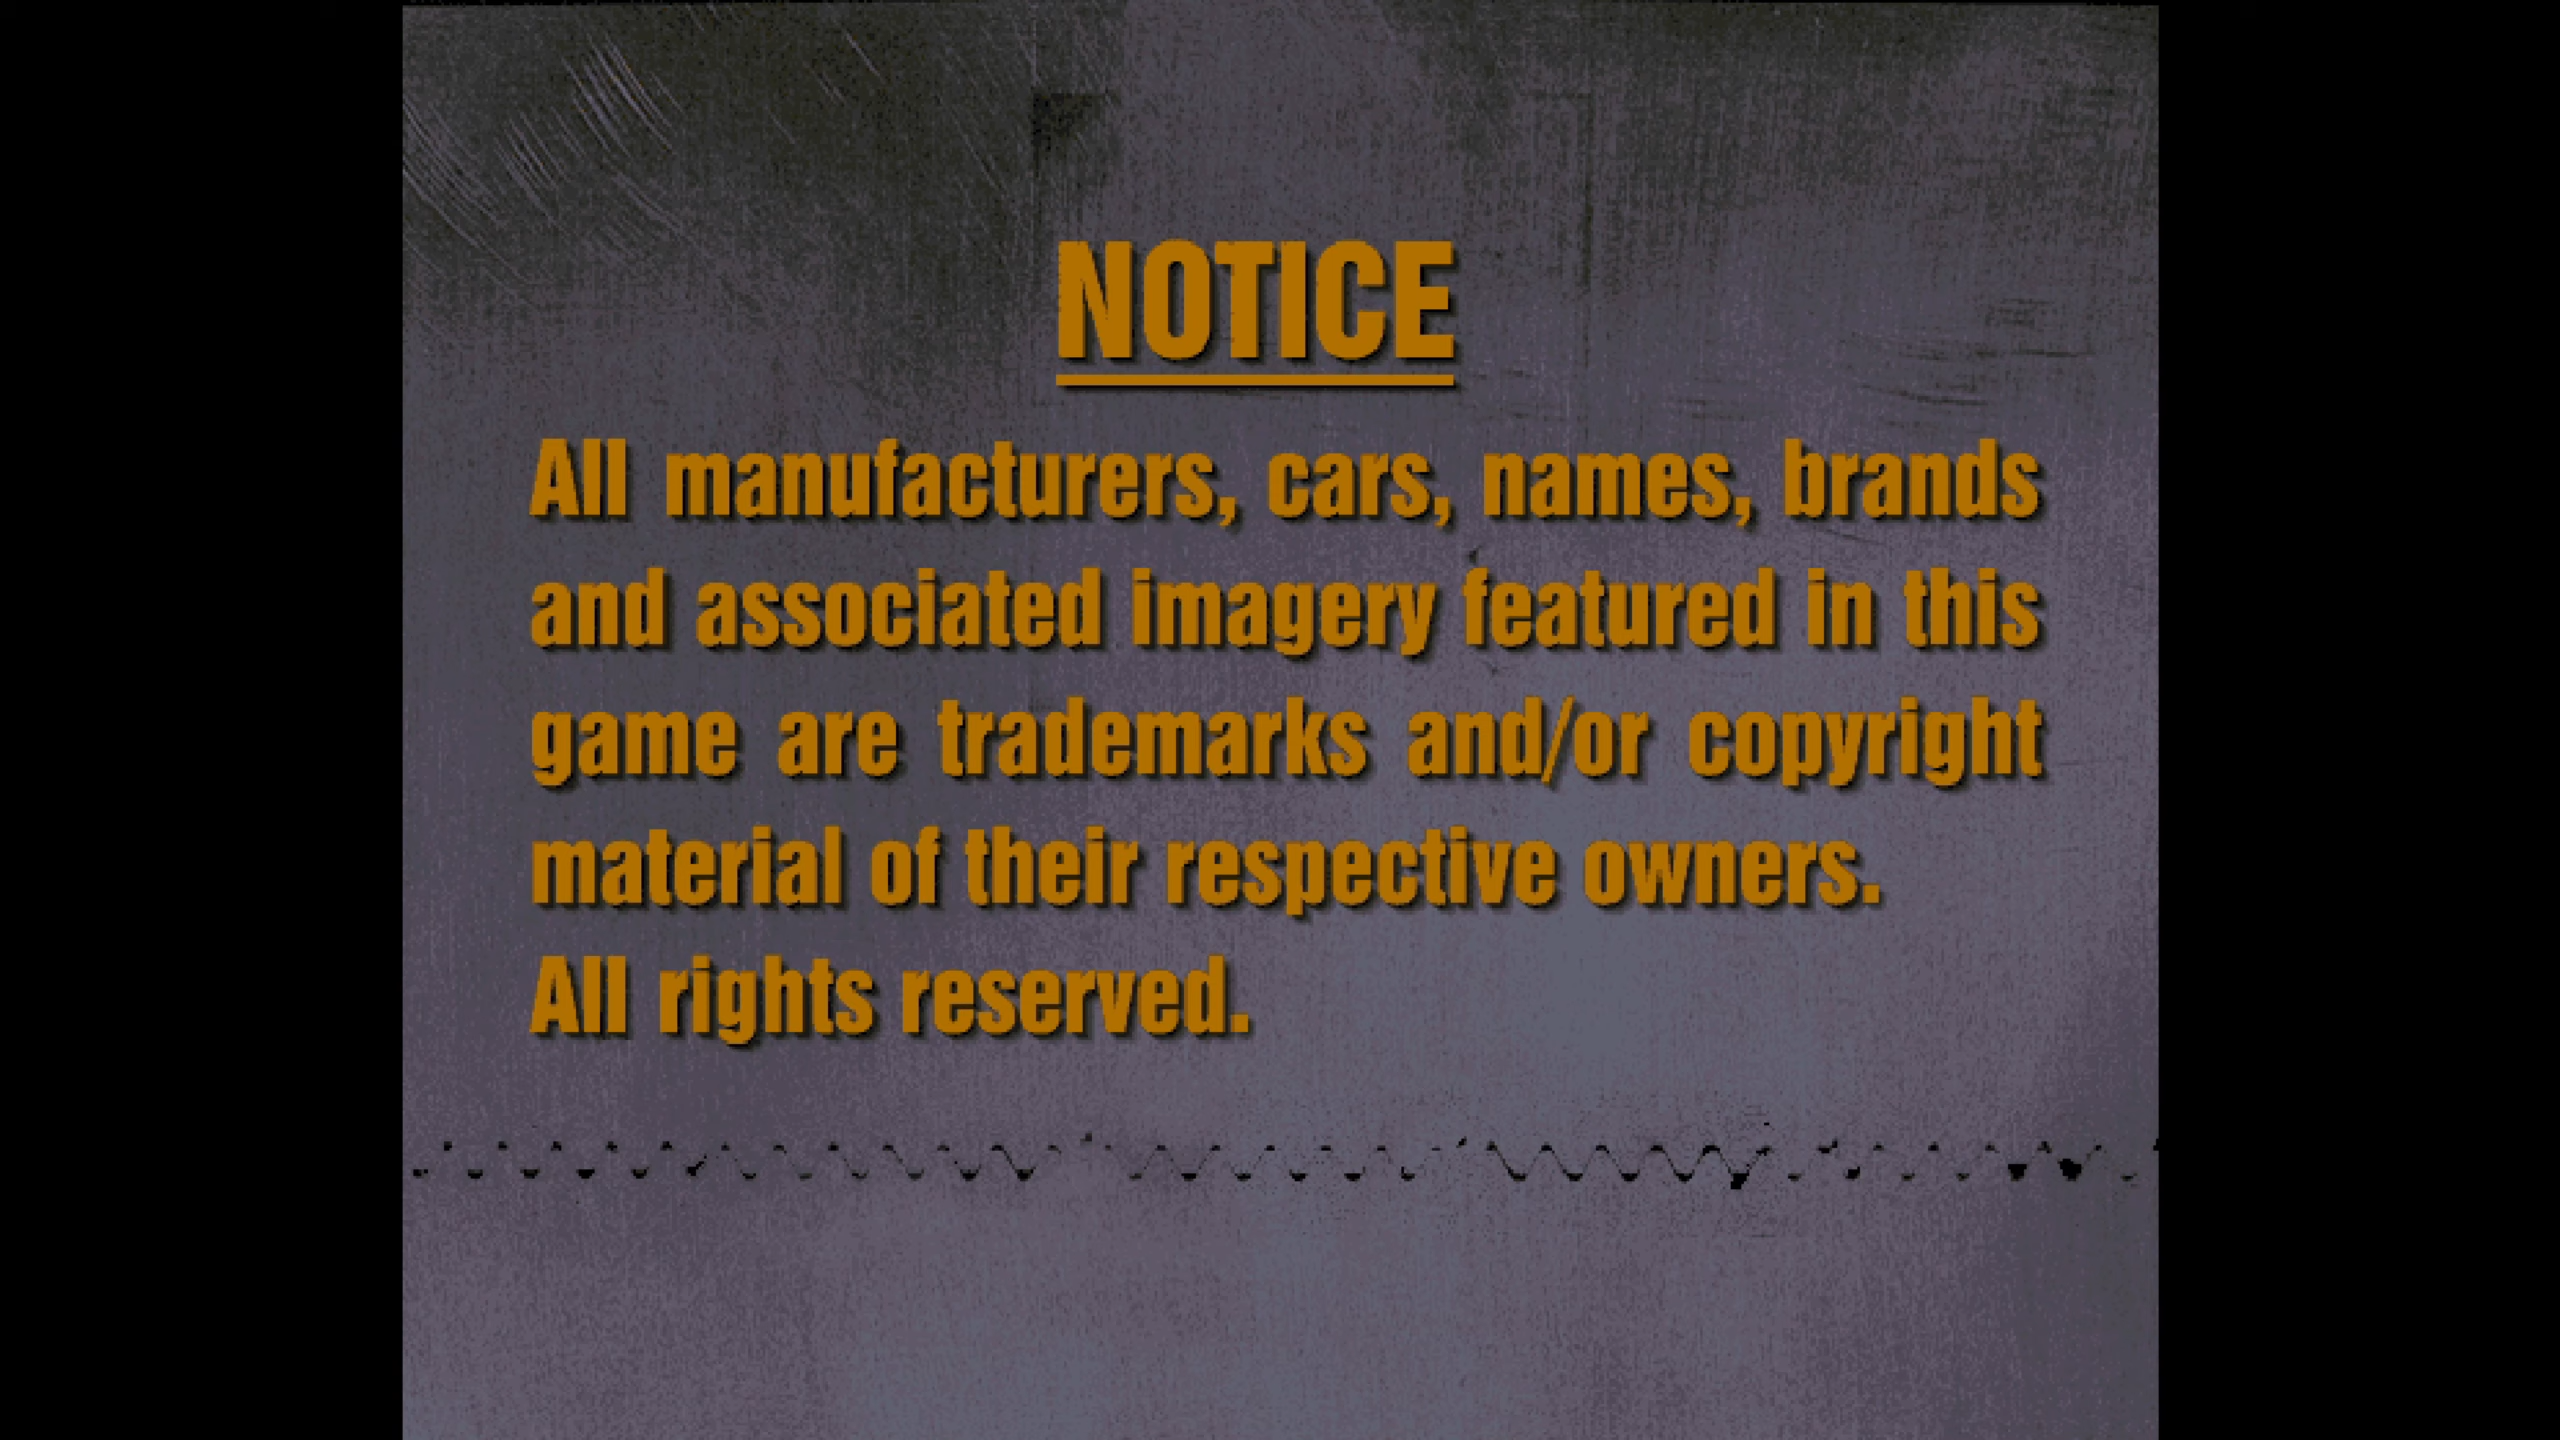 NOTICE
All manufacturers, cars, names, brands
and associated imagery featured in this
game are trademarks and/or copyright
material of their respective owners.
All rights reserved.